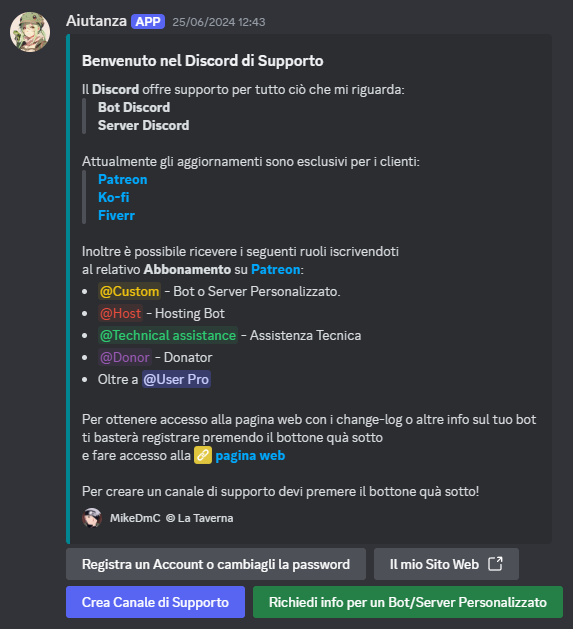 Aiutanza APP 25/06/2024 12:43
Benvenuto nel Discord di Supporto
Il Discord offre supporto per tutto ciò che mi riguarda:
Bot Discord
Server Discord
Attualmente gli aggiornamenti sono esclusivi per i clienti:
Patreon
Ko-fi
Fiverr
Inoltre è possibile ricevere i seguenti ruoli iscrivendoti
al relativo Abbonamento su Patreon:
• @Custom - Bot o Server Personalizzato.
• @Host - Hosting Bot
• @Technical assistance - Assistenza Tecnica
• @Donor - Donator
• Oltre a @User Pro
Per ottenere accesso alla pagina web con i change-log o altre info sul tuo bot
ti basterà registrare premendo il bottone quà sotto
e fare accesso alla pagina web
Per creare un canale di supporto devi premere il bottone quà sotto!
MikeDmC © La Taverna
Registra un Account o cambiagli la password
Il mio Sito Web
Crea Canale di Supporto
Richiedi info per un Bot/Server Personalizzato